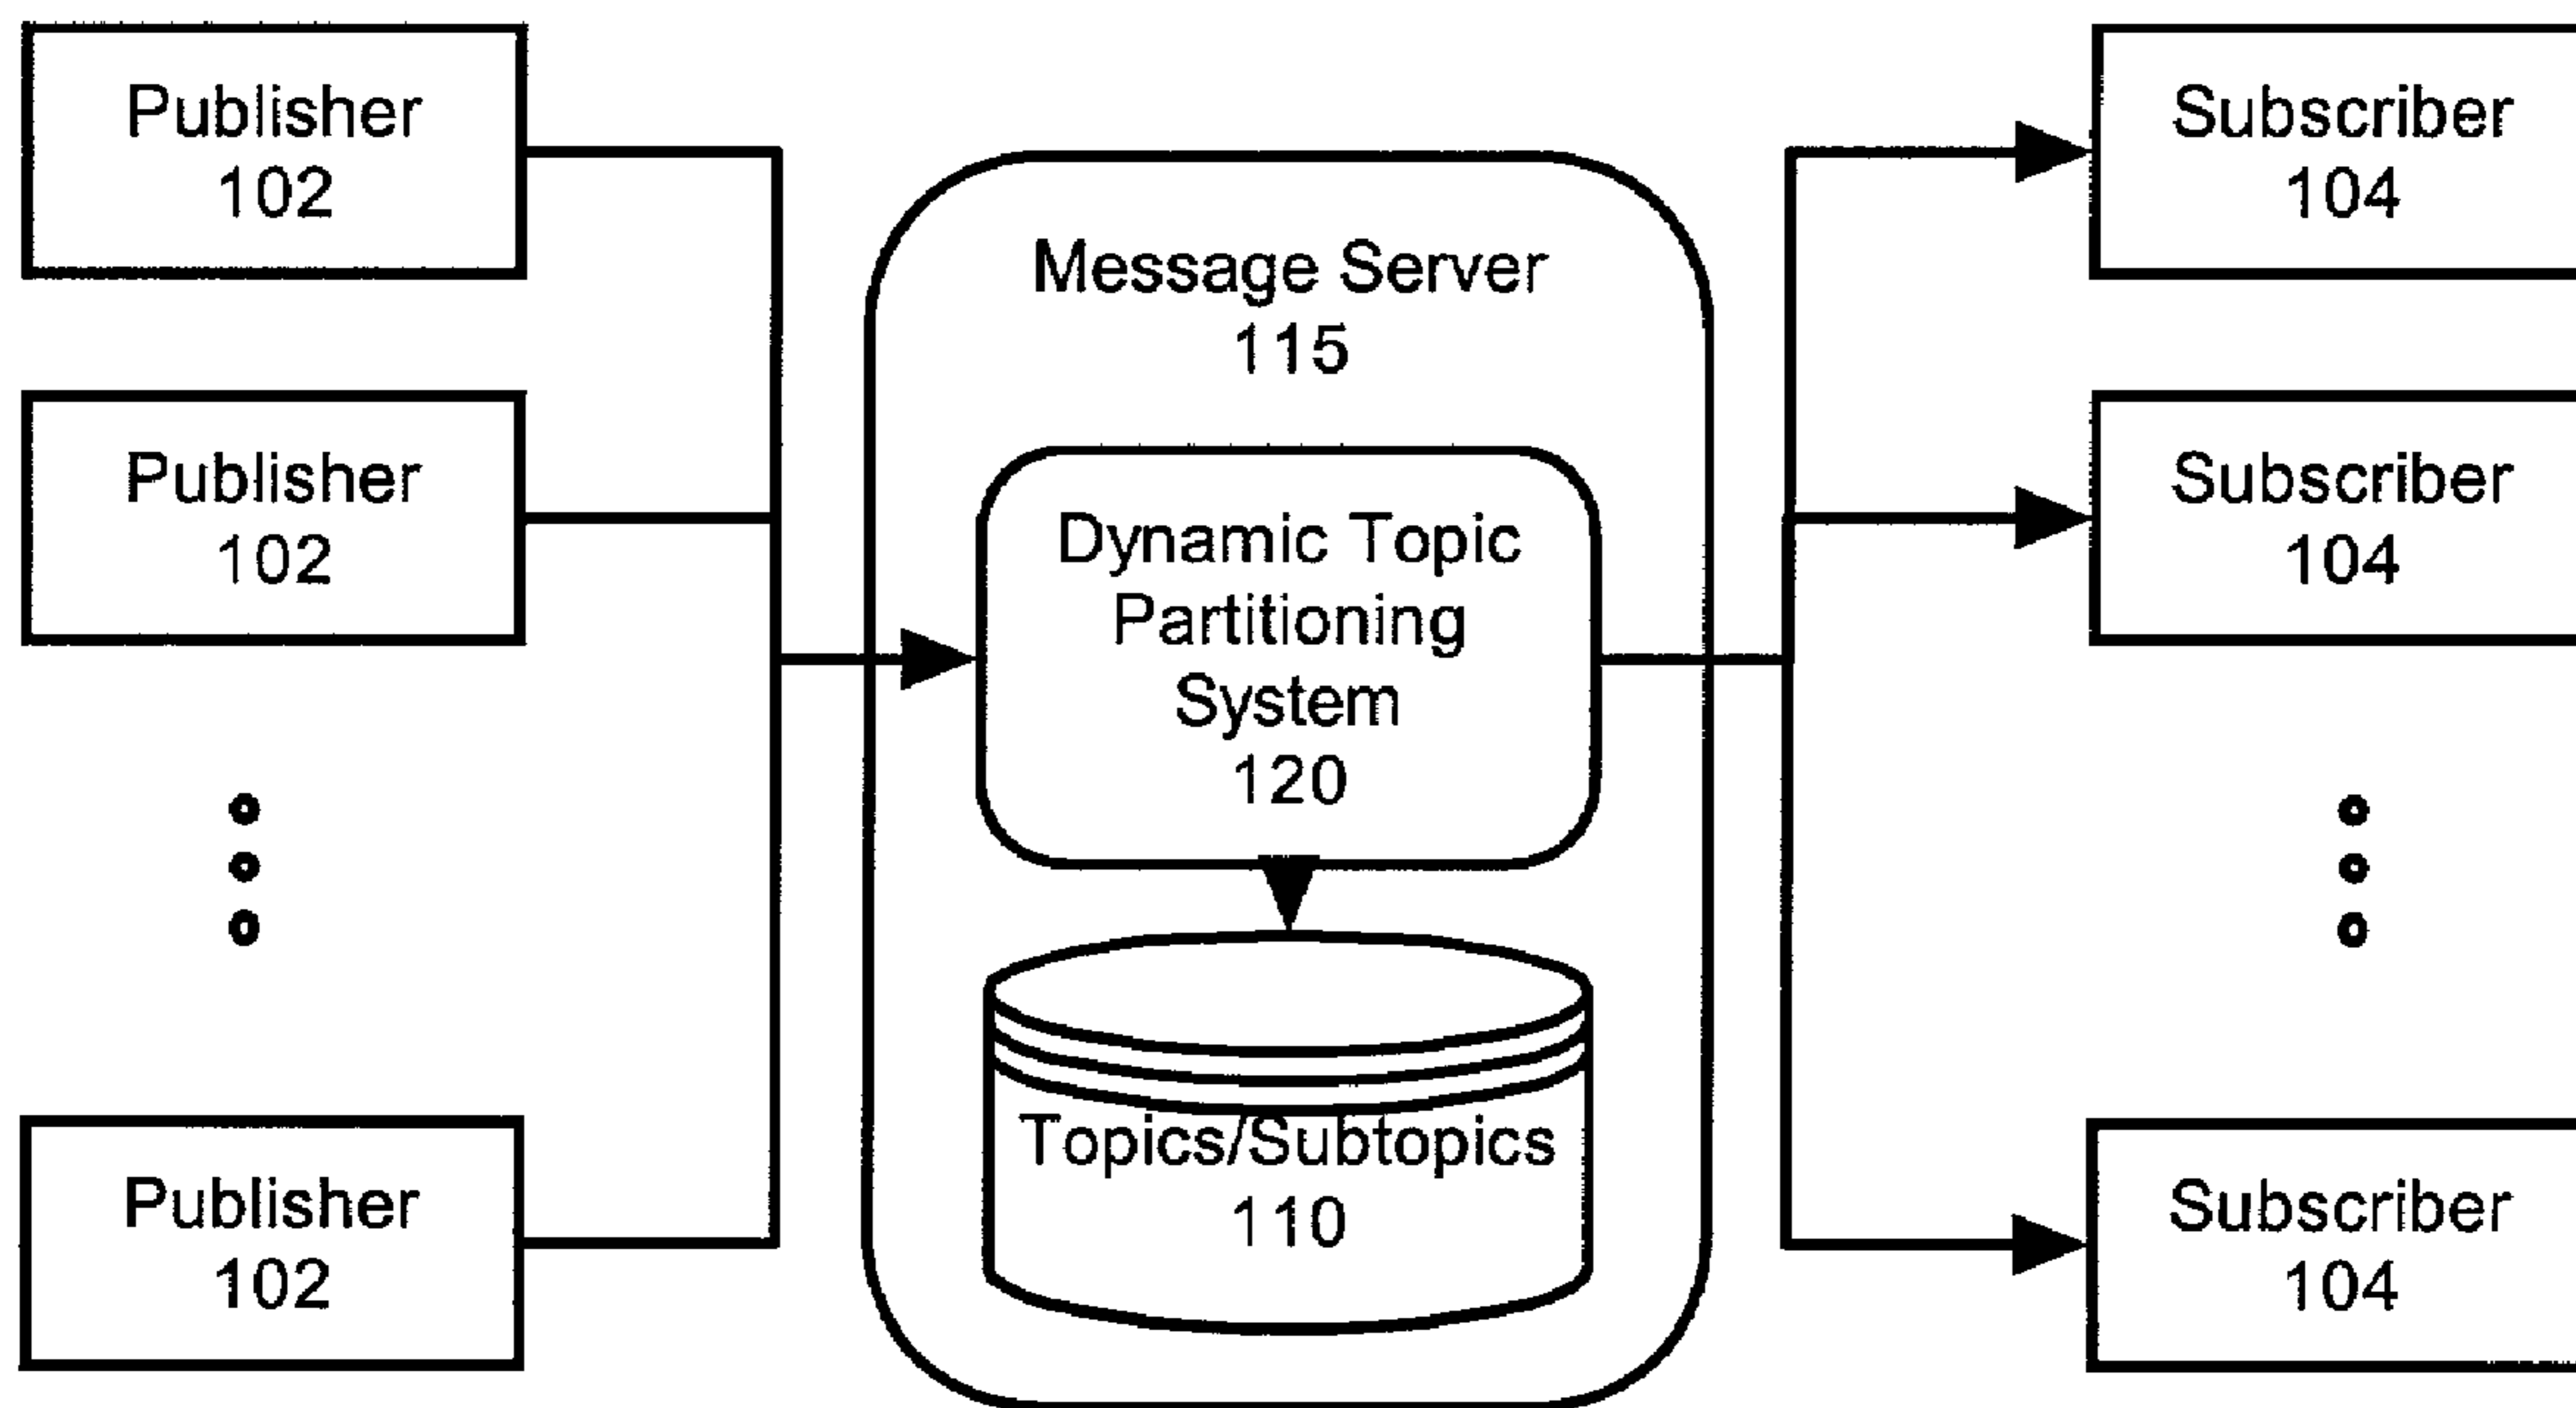 Publisher
102
Publisher
102
Publisher
102
Message Server
115
Dynamic Topic
Partitioning
System
120
Topics/Subtopics
110
Subscriber
104
Subscriber
104
Subscriber
104